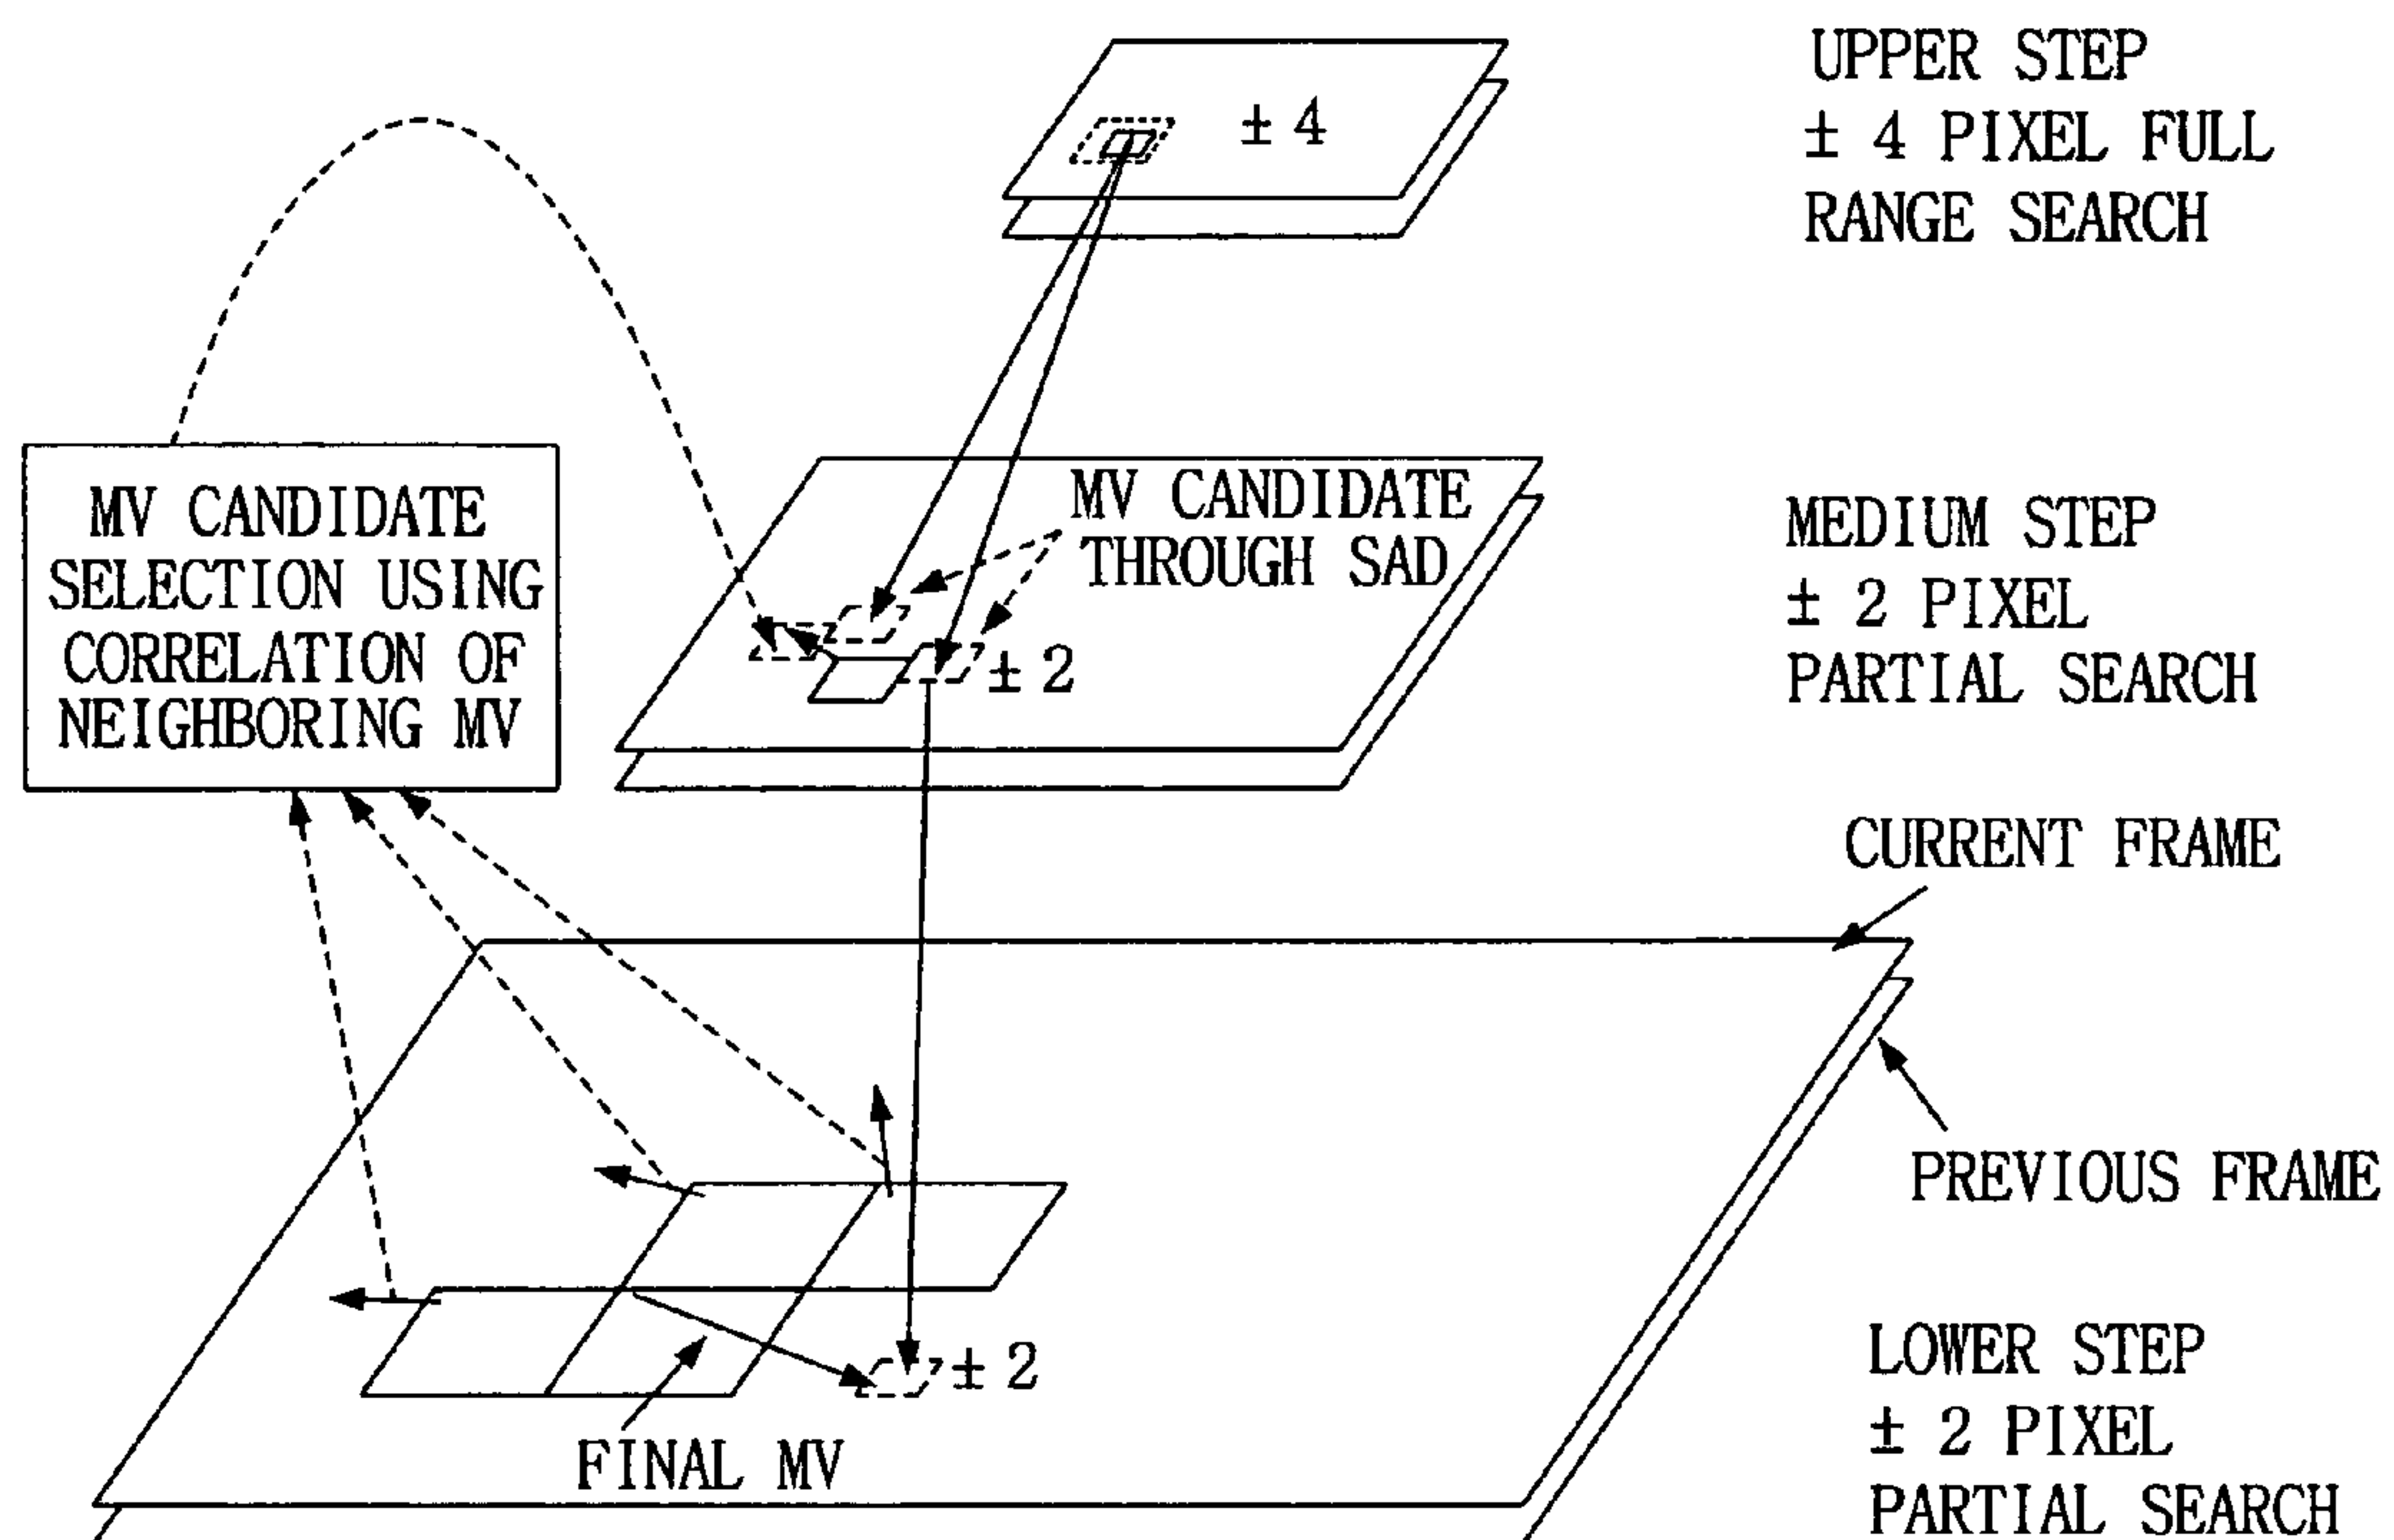 UPPER STEP
± 4 PIXEL FULL
RANGE SEARCH
± 4
MV CANDIDATE
SELECTION USING
CORRELATION OF
NEIGHBORING MV
MV CANDIDATE
THROUGH SAD
± 2
MEDIUM STEP
± 2 PIXEL
PARTIAL SEARCH
CURRENT FRAME
PREVIOUS FRAME
± 2
FINAL MV
LOWER STEP
± 2 PIXEL
PARTIAL SEARCH